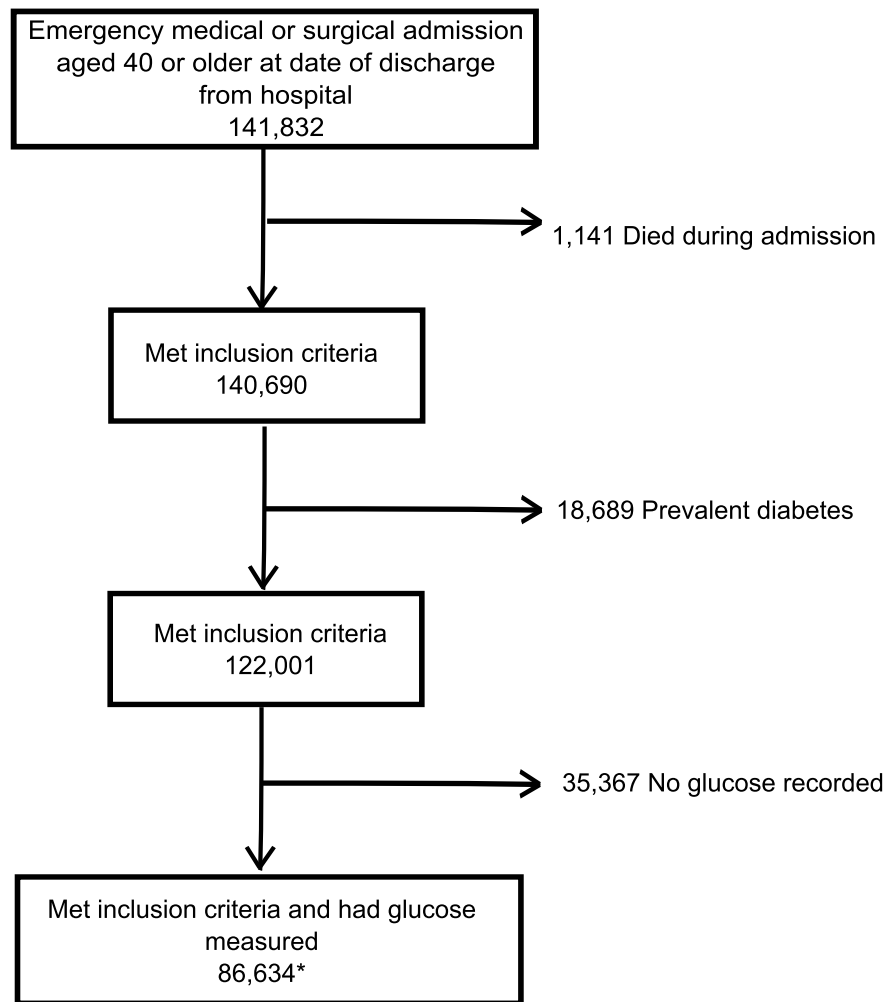 Emergency medical or surgical admission
aged 40 or older at date of discharge
from hospital
141,832
1,141 Died during admission
Met inclusion criteria
140,690
18,689 Prevalent diabetes
Met inclusion criteria
122,001
35,367 No glucose recorded
Met inclusion criteria and had glucose
measured
86,634*